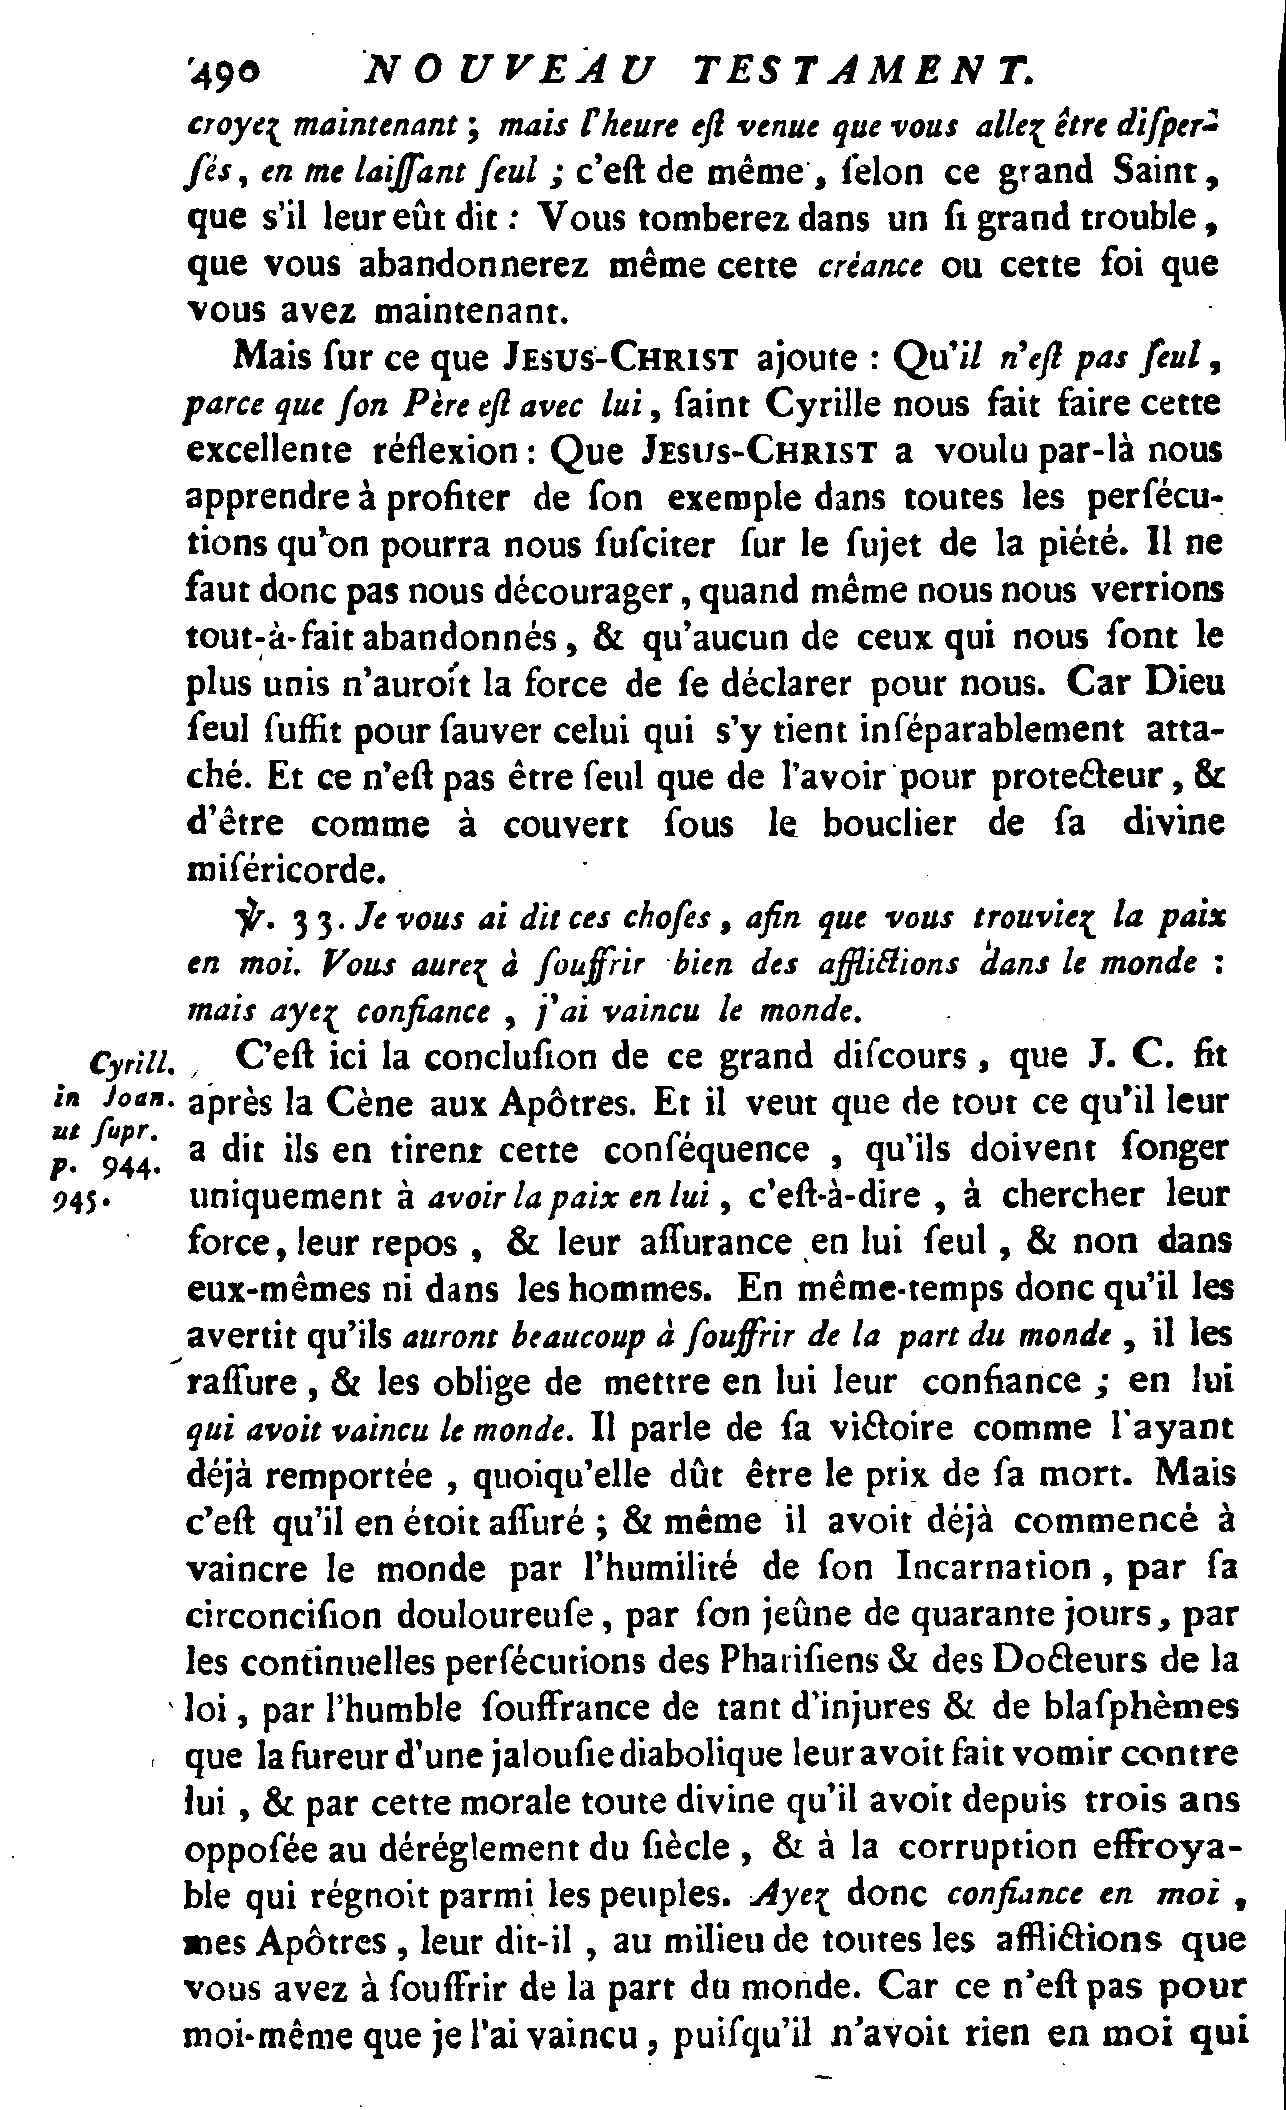 490 NOUVEAU TESTAMENT.
croyez maintenant ; mais l'heure eſt venue que vous allez être diſper-
ſés, en me laiſſant ſeul ; c'eſt de même, ſelon ce grand Saint,
que s'il leur eût dit : Vous tomberez dans un ſi grand trouble,
que vous abandonnerez même cette créance ou cette foi que
vous avez maintenant.
Mais ſur ce que JESUS-CHRIST ajoute : Qu'il n'eſt pas ſeul,
parce que ſon Père eſt avec lui, ſaint Cyrille nous fait faire cette
excellente réflexion : Que JESUS-CHRIST a voulu par-là nous
apprendre à profiter de ſon exemple dans toutes les perſécu-
tions qu'on pourra nous ſuſciter ſur le ſujet de la piété. Il ne
faut donc pas nous décourager, quand même nous nous verrions
tout-à-fait abandonnés, & qu'aucun de ceux qui nous ſont le
plus unis n'auroit la force de ſe déclarer pour nous. Car Dieu
ſeul ſuffit pour ſauver celui qui s'y tient inſéparablement atta-
ché. Et ce n'eſt pas être ſeul que de l'avoir pour protecteur, &
d'être comme à couvert ſous le bouclier de ſa divine
miſéricorde.
℣. 33. Je vous ai dit ces choſes, afin que vous trouviez la paix
en moi. Vous aurez à ſouffrir bien des afflictions dans le monde :
mais ayez confiance, j'ai vaincu le monde.
Cyrill.
in Joan.
ut ſupr.
p. 944.
945.
C'eſt ici la concluſion de ce grand diſcours, que J. C. fit
après la Cène aux Apôtres. Et il veut que de tout ce qu'il leur
a dit ils en tirent cette conſéquence, qu'ils doivent ſonger
uniquement à avoir la paix en lui, c'eſt-à-dire, à chercher leur
force, leur repos, & leur aſſurance en lui ſeul, & non dans
eux-mêmes ni dans les hommes. En même-temps donc qu'il les
avertit qu'ils auront beaucoup à ſouffrir de la part du monde, il les
raſſure, & les oblige de mettre en lui leur confiance ; en lui
qui avoit vaincu le monde. Il parle de ſa victoire comme l'ayant
déjà remportée, quoiqu'elle dût être le prix de ſa mort. Mais
c'eſt qu'il en étoit aſſuré ; & même il avoit déjà commencé à
vaincre le monde par l'humilité de ſon Incarnation, par ſa
circonciſion douloureuſe, par ſon jeûne de quarante jours, par
les continuelles perſécutions des Phariſiens & des Docteurs de la
loi, par l'humble ſouffrance de tant d'injures & de blaſphèmes
que la fureur d'une jalouſie diabolique leur avoit fait vomir contre
lui, & par cette morale toute divine qu'il avoit depuis trois ans
oppoſée au déréglement du ſiècle, & à la corruption effroya-
ble qui régnoit parmi les peuples. Ayez donc confiance en moi,
mes Apôtres, leur dit-il, au milieu de toutes les afflictions que
vous avez à ſouffrir de la part du monde. Car ce n'eſt pas pour
moi-même que je l'ai vaincu, puiſqu'il n'avoit rien en moi qui